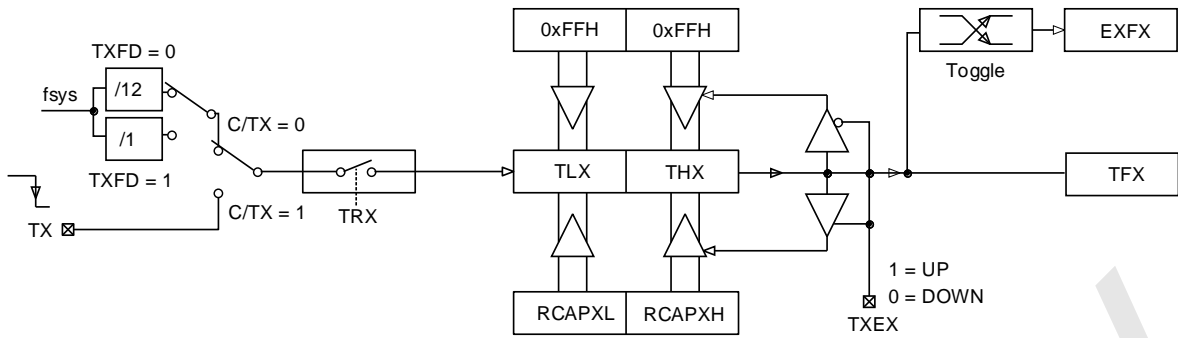 0xFFH 0xFFH
TXFD = 0
EXFX
/12
Toggle
fsys
C/TX = 0
/1
TLX THX
TFX
TXFD = 1
C/TX = 1
TRX
TX
1 = UP
0 = DOWN
RCAPXL RCAPXH
TXEX